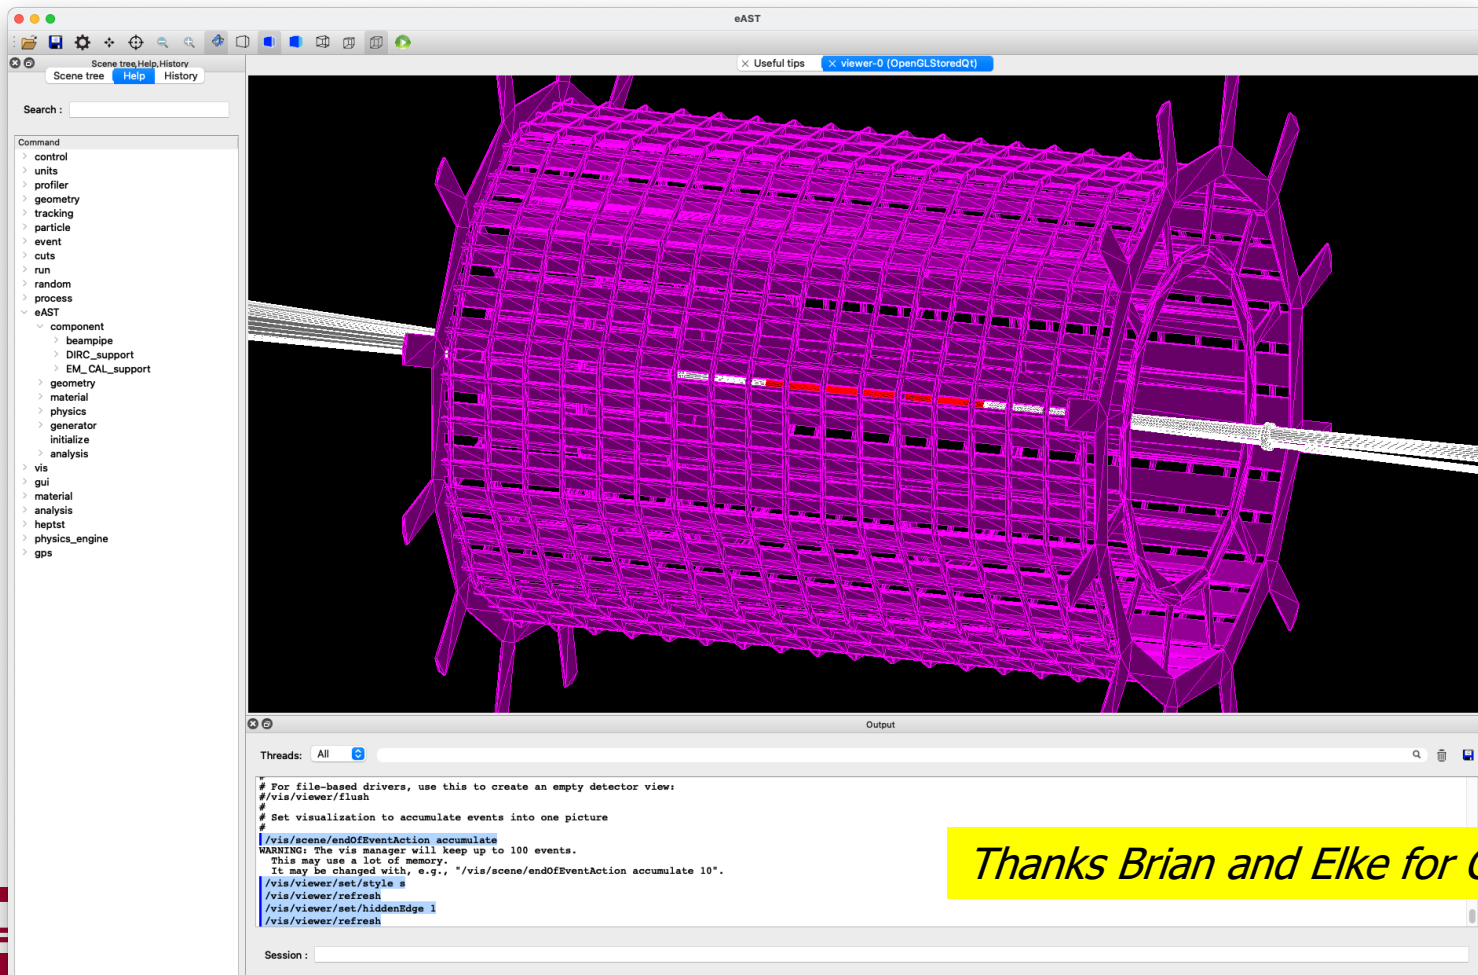 eAST
Scene tree,Help,History
Useful tips
viewer-0 (OpenGLStoredQt)
Scene tree
Help
History
Search :
Command
control
units
profiler
geometry
tracking
particle
event
cuts
run
random
process
eAST
component
beampipe
DIRC_support
EM_CAL_support
geometry
material
physics
generator
initialize
analysis
vis
gui
material
analysis
heptst
physics_engine
gps
Output
Threads: All
#
# For file-based drivers, use this to create an empty detector view:
#/vis/viewer/flush
#
# Set visualization to accumulate events into one picture
#
/vis/scene/endOfEventAction accumulate
WARNING: The vis manager will keep up to 100 events.
This may use a lot of memory.
It may be changed with, e.g., "/vis/scene/endOfEventAction accumulate 10".
/vis/viewer/set/style s
/vis/viewer/refresh
/vis/viewer/set/hiddenEdge 1
/vis/viewer/refresh
Thanks Brian and Elke for
Session :